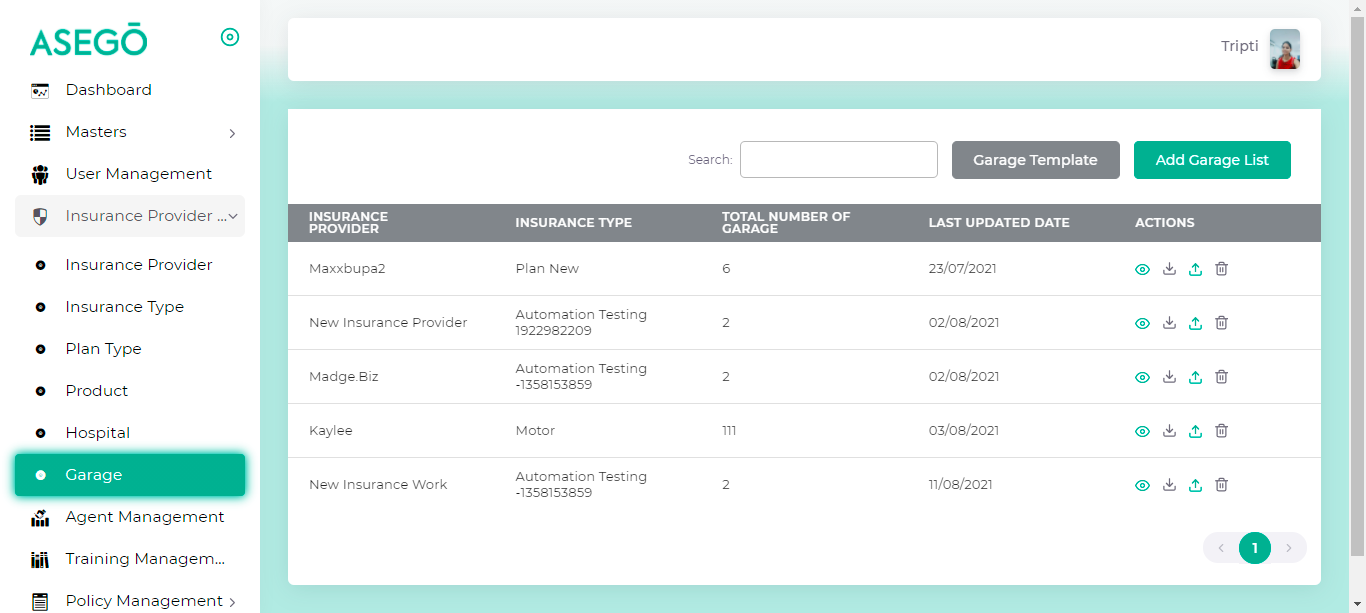 ASEGŌ
Tripti
Dashboard
Masters
User Management
Insurance Provider ...
Insurance Provider
Insurance Type
Plan Type
Product
Hospital
Garage
Agent Management
Training Managem...
Policy Management
Search:
Garage Template
Add Garage List
INSURANCE PROVIDER
INSURANCE TYPE
TOTAL NUMBER OF GARAGE
LAST UPDATED DATE
ACTIONS
Maxxbupa2
Plan New
6
23/07/2021
New Insurance Provider
Automation Testing
1922982209
2
02/08/2021
Madge.Biz
Automation Testing
-1358153859
2
02/08/2021
Kaylee
Motor
111
03/08/2021
New Insurance Work
Automation Testing
-1358153859
2
11/08/2021
1